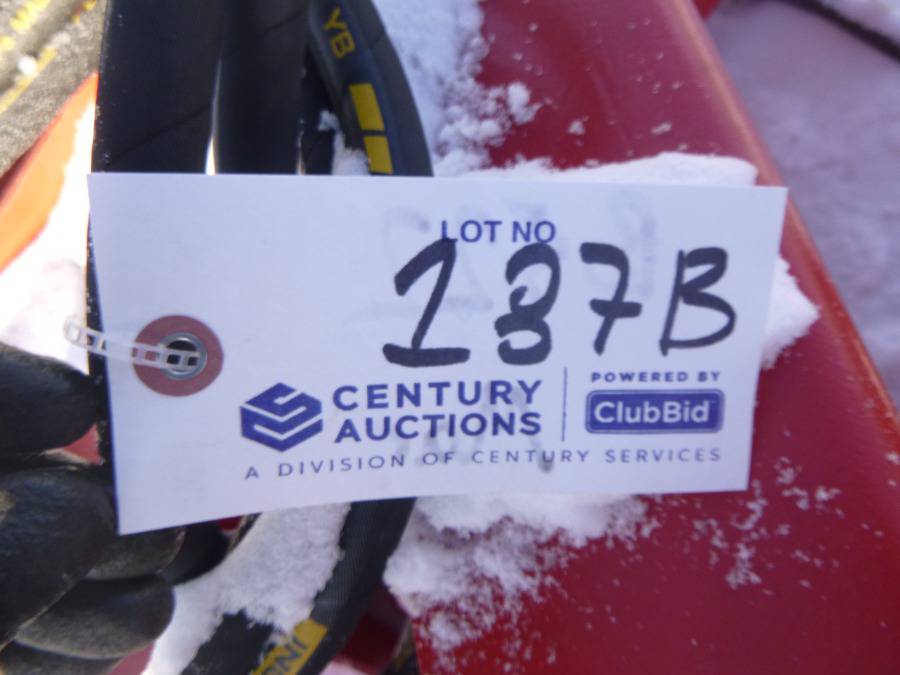 YB
LOT NO
187B
CENTURY
AUCTIONS
POWERED BY
ClubBid
A DIVISION OF CENTURY SERVICES